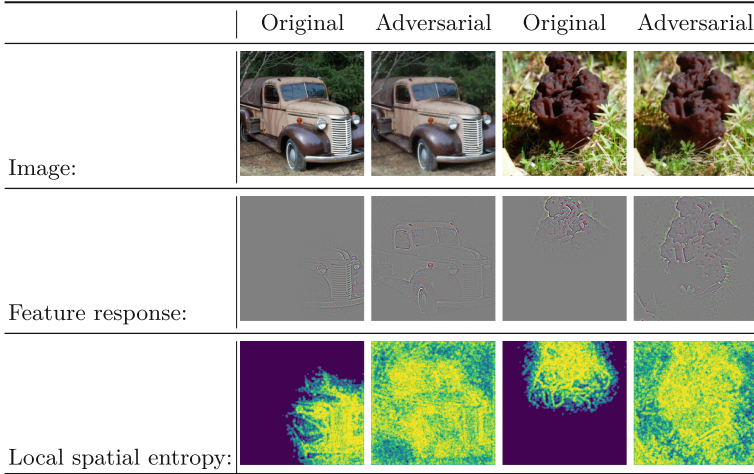 Original Adversarial Original Adversarial
Image:
Feature response:
Local spatial entropy: